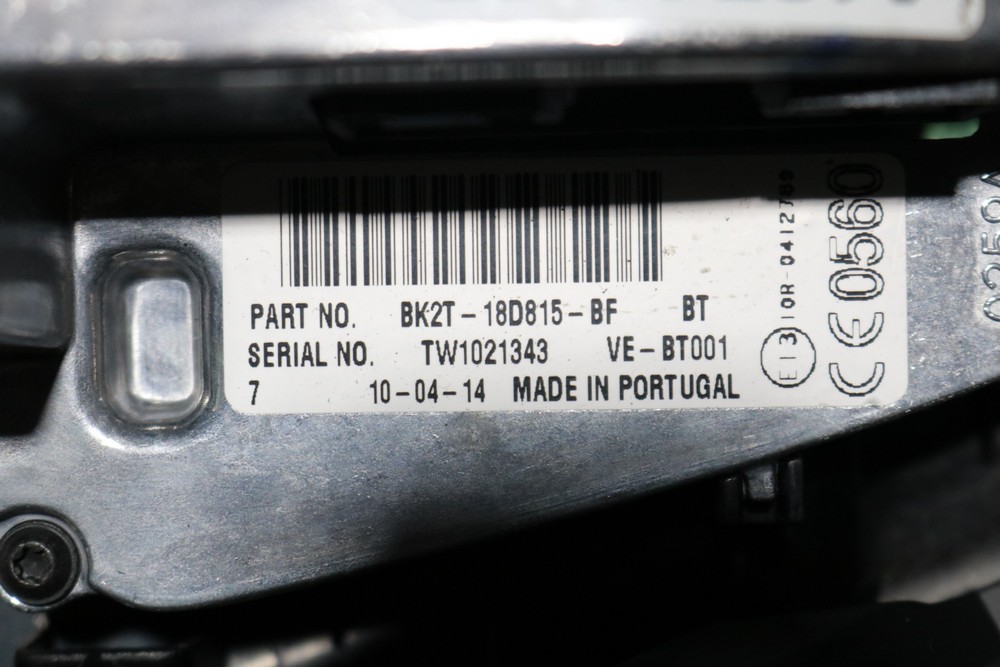 PART NO. BK2T-18D815-BF BT
SERIAL NO. TW1021343 VE-BT001
7 10-04-14 MADE IN PORTUGAL
E13 10R-0412789
CE0560